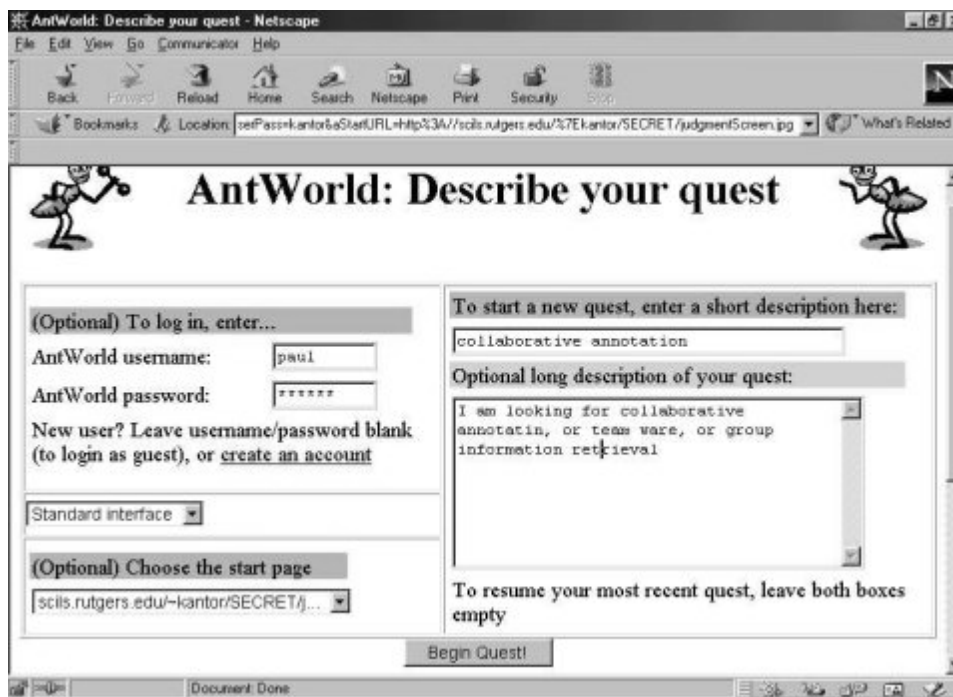 AntWorld: Describe your quest - Netscape
File Edit View Go Communicator Help
Back Forward Reload Home Search Netscape Print Security Stop
Bookmarks Location: serPass=kantor&aStartURL=http%3A//scils.rutgers.edu/%7Ekantor/SECRET/judgmentScreen.jpg What's Related
AntWorld: Describe your quest
(Optional) To log in, enter...
AntWorld username: paul
AntWorld password: ******
New user? Leave username/password blank
(to login as guest), or create an account
Standard interface
(Optional) Choose the start page
scils.rutgers.edu/~kantor/SECRET/j...
To start a new quest, enter a short description here:
collaborative annotation
Optional long description of your quest:
I am looking for collaborative
annotatin, or team ware, or group
information retrieval
To resume your most recent quest, leave both boxes
empty
Begin Quest!
Document: Done